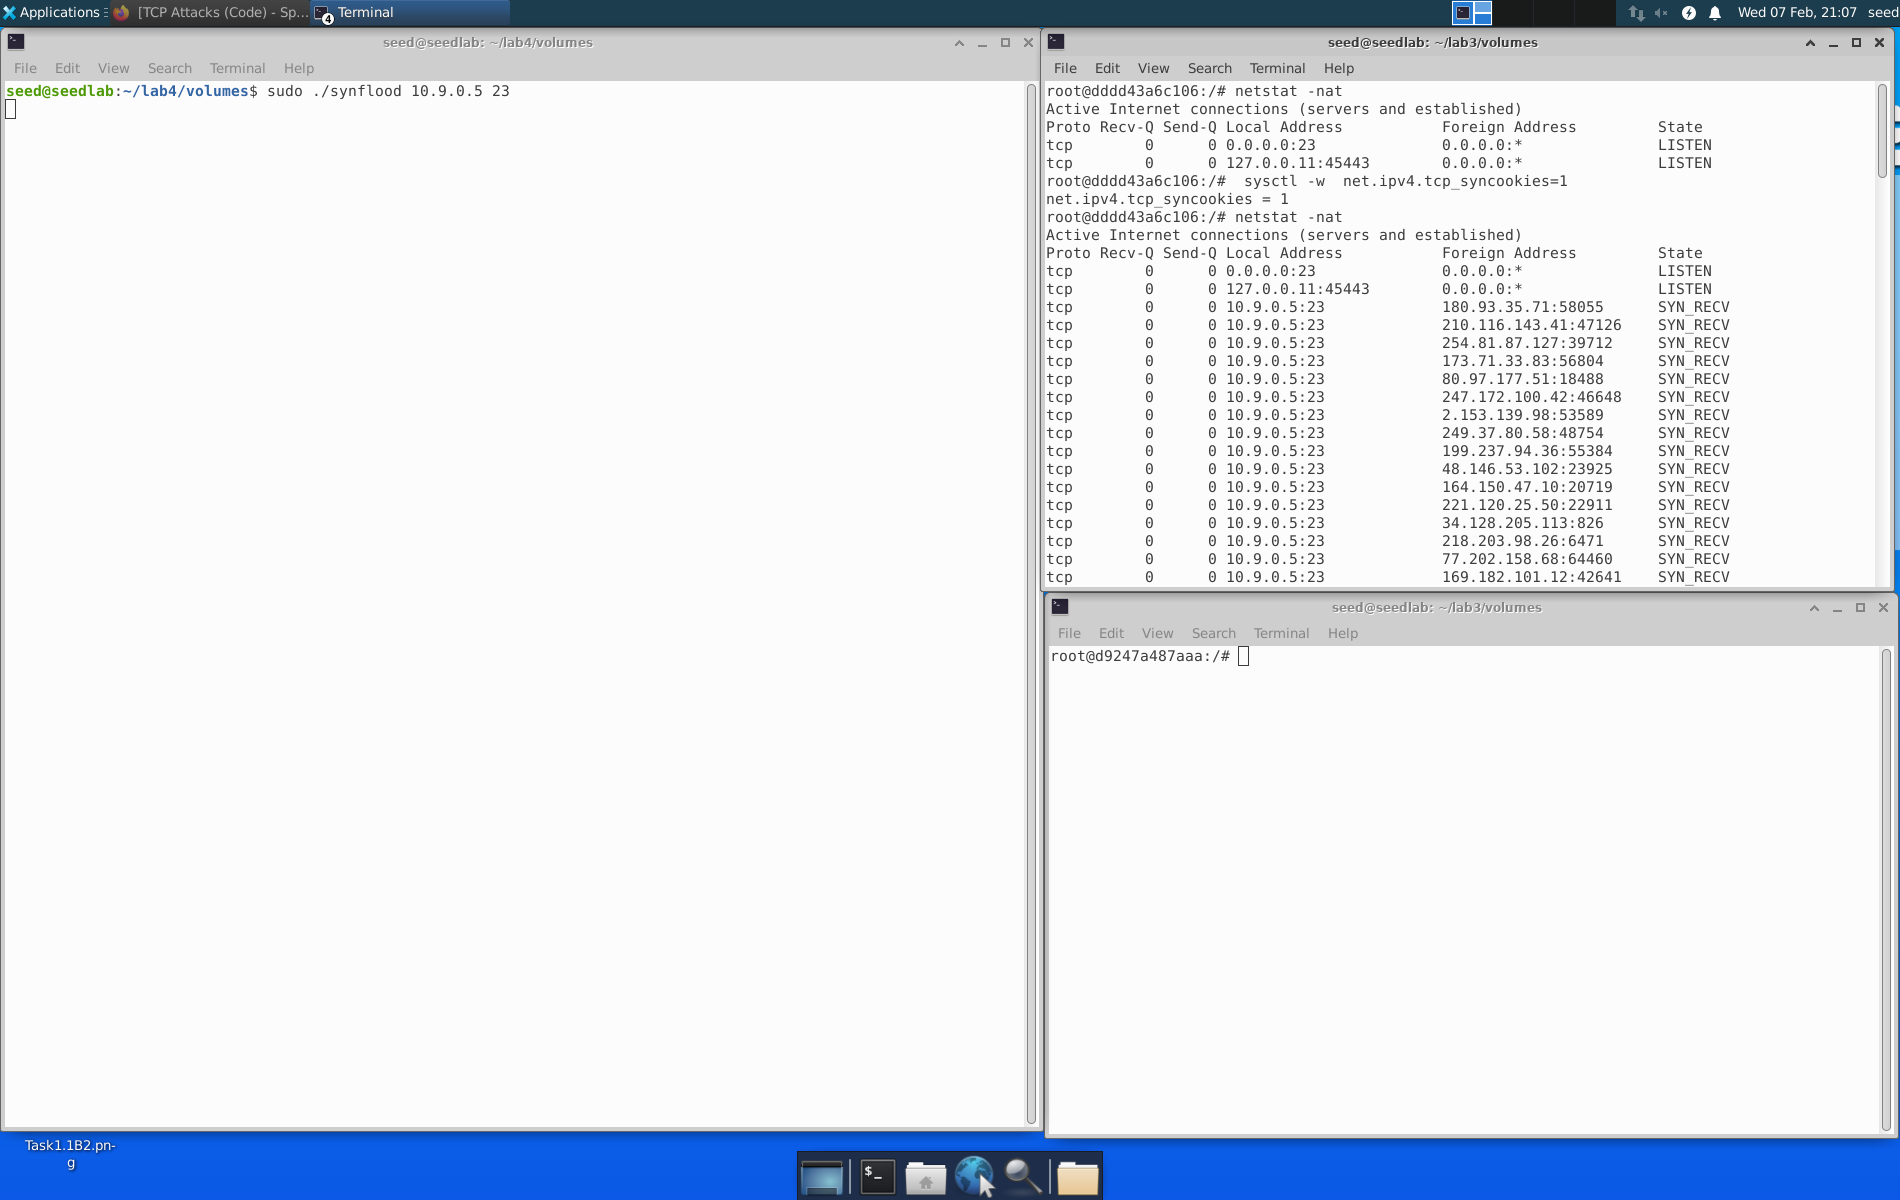 Applications
[TCP Attacks (Code) - Sp...
4
Terminal
Wed 07 Feb, 21:07
seed
seed@seedlab: ~/lab4/volumes
File Edit View Search Terminal Help
seed@seedlab:~/lab4/volumes$ sudo ./synflood 10.9.0.5 23
seed@seedlab: ~/lab3/volumes
File Edit View Search Terminal Help
root@dddd43a6c106:/# netstat -nat
Active Internet connections (servers and established)
Proto Recv-Q Send-Q Local Address           Foreign Address         State
tcp        0      0 0.0.0.0:23              0.0.0.0:*               LISTEN
tcp        0      0 127.0.0.11:45443        0.0.0.0:*               LISTEN
root@dddd43a6c106:/#  sysctl -w  net.ipv4.tcp_syncookies=1
net.ipv4.tcp_syncookies = 1
root@dddd43a6c106:/# netstat -nat
Active Internet connections (servers and established)
Proto Recv-Q Send-Q Local Address           Foreign Address         State
tcp        0      0 0.0.0.0:23              0.0.0.0:*               LISTEN
tcp        0      0 127.0.0.11:45443        0.0.0.0:*               LISTEN
tcp        0      0 10.9.0.5:23             180.93.35.71:58055      SYN_RECV
tcp        0      0 10.9.0.5:23             210.116.143.41:47126    SYN_RECV
tcp        0      0 10.9.0.5:23             254.81.87.127:39712     SYN_RECV
tcp        0      0 10.9.0.5:23             173.71.33.83:56804      SYN_RECV
tcp        0      0 10.9.0.5:23             80.97.177.51:18488      SYN_RECV
tcp        0      0 10.9.0.5:23             247.172.100.42:46648    SYN_RECV
tcp        0      0 10.9.0.5:23             2.153.139.98:53589      SYN_RECV
tcp        0      0 10.9.0.5:23             249.37.80.58:48754      SYN_RECV
tcp        0      0 10.9.0.5:23             199.237.94.36:55384     SYN_RECV
tcp        0      0 10.9.0.5:23             48.146.53.102:23925     SYN_RECV
tcp        0      0 10.9.0.5:23             164.150.47.10:20719     SYN_RECV
tcp        0      0 10.9.0.5:23             221.120.25.50:22911     SYN_RECV
tcp        0      0 10.9.0.5:23             34.128.205.113:826      SYN_RECV
tcp        0      0 10.9.0.5:23             218.203.98.26:6471      SYN_RECV
tcp        0      0 10.9.0.5:23             77.202.158.68:64460     SYN_RECV
tcp        0      0 10.9.0.5:23             169.182.101.12:42641    SYN_RECV
seed@seedlab: ~/lab3/volumes
File Edit View Search Terminal Help
root@d9247a487aaa:/#
Task1.1B2.pn-
g
$_